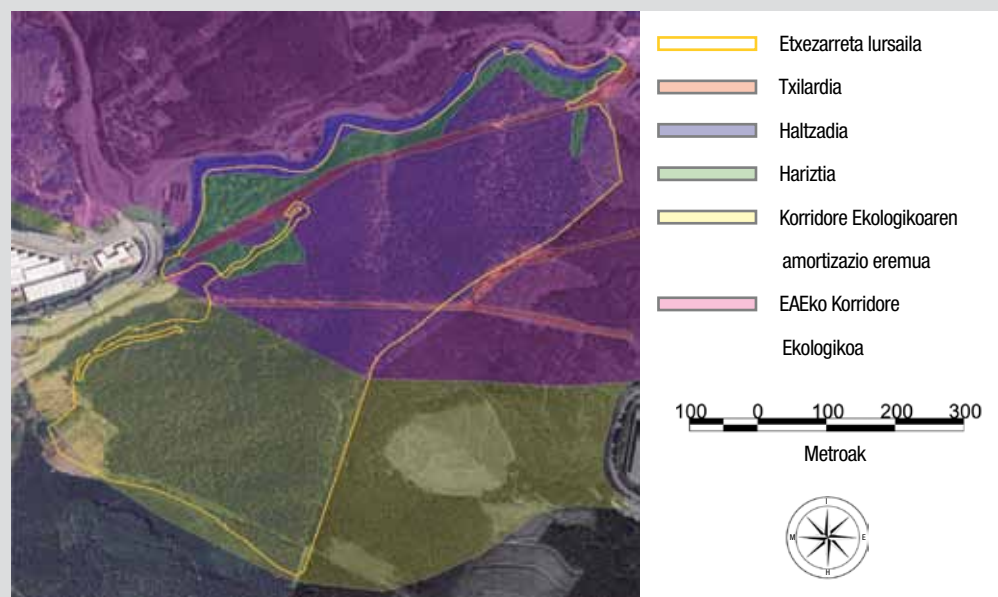 Etxezarreta lursaila
Txilardia
Haltzadia
Hariztia
Korridore Ekologikoaren
amortizazio eremua
EAEko Korridore
Ekologikoa
100 0 100 200 300
Metroak
I
M E
H